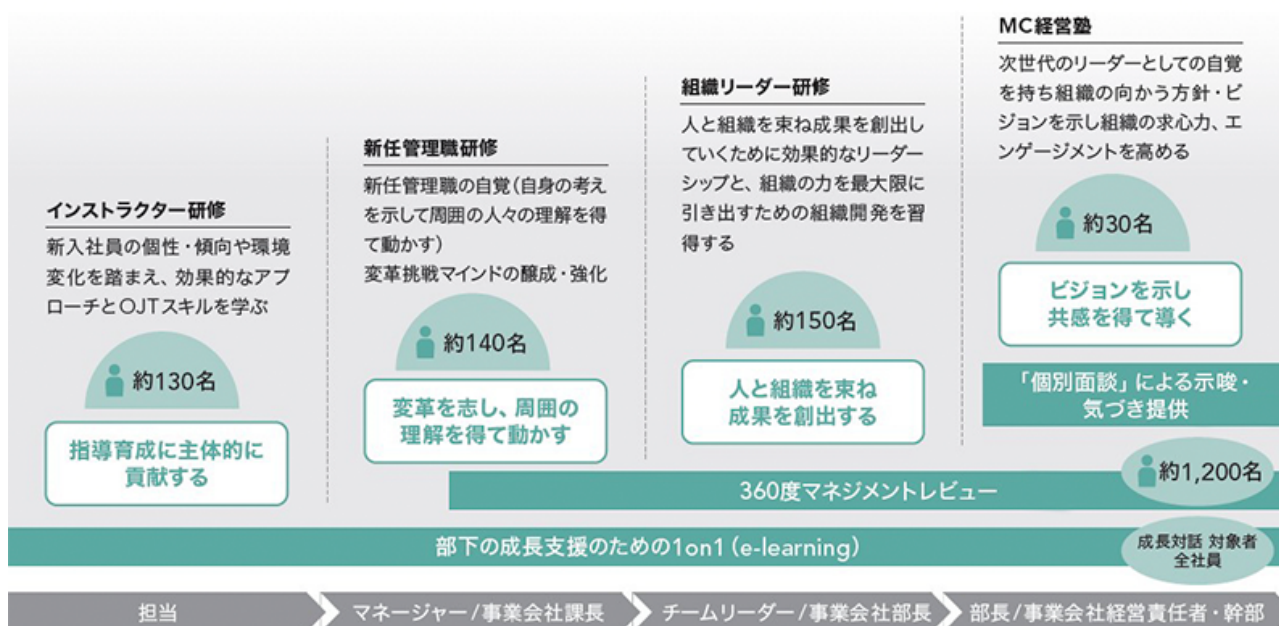 インストラクター研修
新入社員の個性・傾向や環境
変化を踏まえ、効果的なアプ
ローチとOJTスキルを学ぶ
約130名
指導育成に主体的に
貢献する
新任管理職研修
新任管理職の自覚(自身の考え
を示して周囲の人々の理解を得
て動かす)
変革挑戦マインドの醸成・強化
約140名
変革を志し、周囲の
理解を得て動かす
組織リーダー研修
人と組織を束ね成果を創出し
ていくために効果的なリーダー
シップと、組織の力を最大限に
引き出すための組織開発を習
得する
約150名
人と組織を束ね
成果を創出する
MC経営塾
次世代のリーダーとしての自覚
を持ち組織の向かう方針・ビ
ジョンを示し組織の求心力、エ
ンゲージメントを高める
約30名
ビジョンを示し
共感を得て導く
「個別面談」による示唆・
気づき提供
360度マネジメントレビュー
約1,200名
部下の成長支援のための1on1(e-learning)
成長対話 対象者
全社員
担当
マネージャー/事業会社課長
チームリーダー/事業会社部長
部長/事業会社経営責任者・幹部